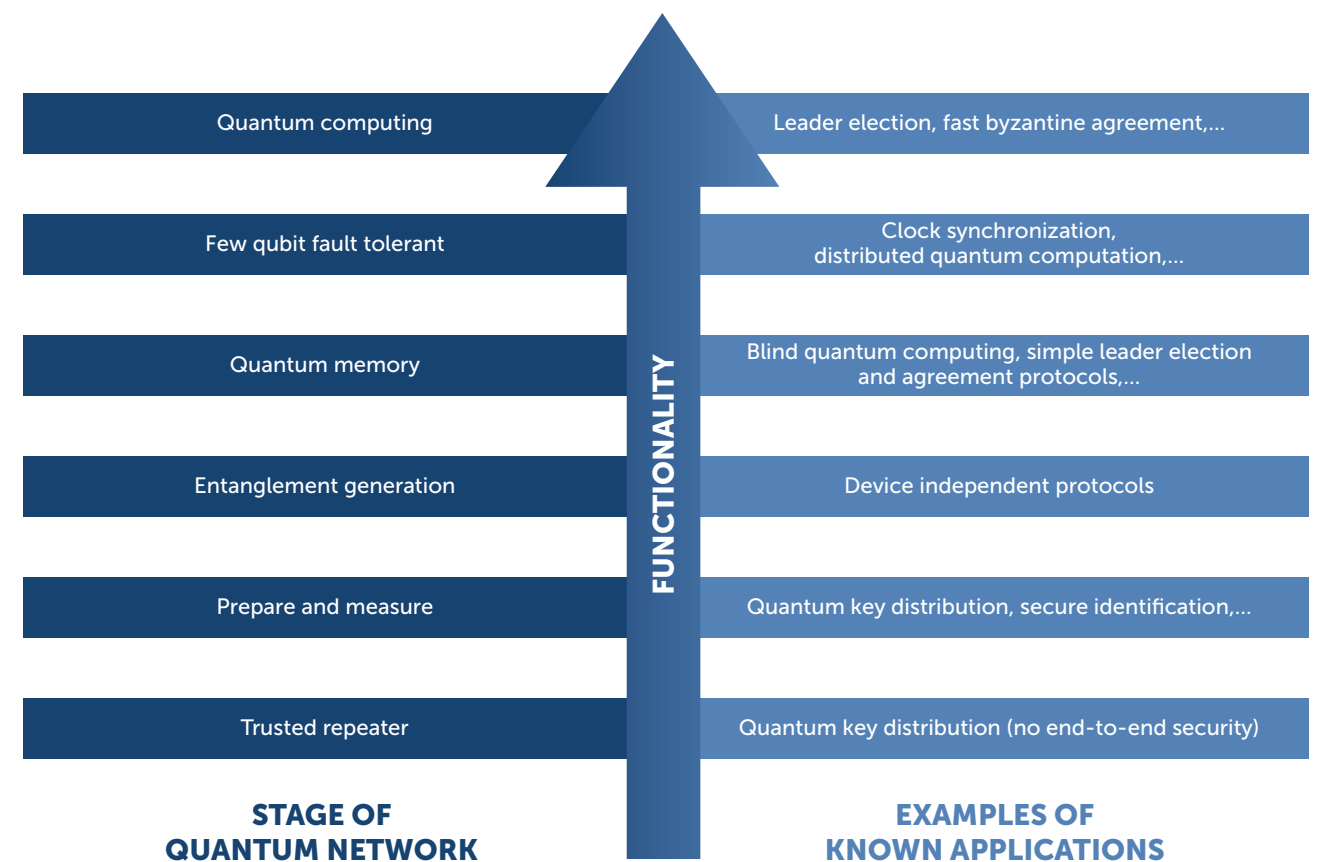 Quantum computing
Leader election, fast byzantine agreement,...
Few qubit fault tolerant
Clock synchronization,
distributed quantum computation,...
Quantum memory
Blind quantum computing, simple leader election
and agreement protocols,...
FUNCTIONALITY
Entanglement generation
Device independent protocols
Prepare and measure
Quantum key distribution, secure identification,...
Trusted repeater
Quantum key distribution (no end-to-end security)
STAGE OF
QUANTUM NETWORK
EXAMPLES OF
KNOWN APPLICATIONS